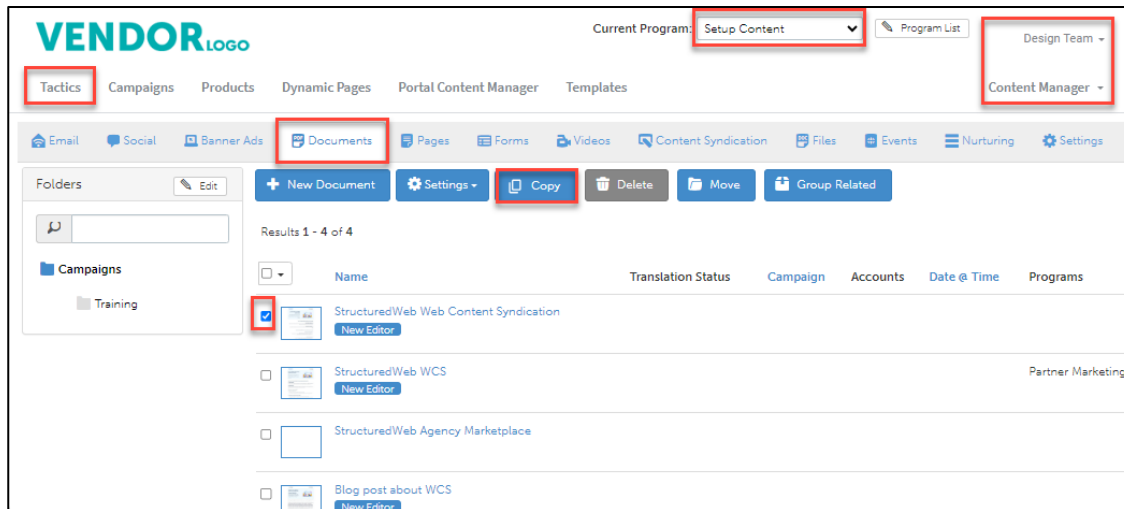 VENDOR LOGO
Current Program: Setup Content Program List
Design Team
Tactics Campaigns Products Dynamic Pages Portal Content Manager Templates Content Manager
Email Social Banner Ads Documents Pages Forms Videos Content Syndication Files Events Nurturing Settings
Folders Edit
New Document Settings Copy Delete Move Group Related
Results 1 - 4 of 4
Campaigns
Training
Name Translation Status Campaign Accounts Date @ Time Programs
StructuredWeb Web Content Syndication
New Editor
StructuredWeb WCS Partner Marketing
New Editor
StructuredWeb Agency Marketplace
Blog post about WCS
New Editor